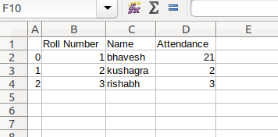 F10
A B C D E
1 Roll Number Name Attendance
2 0 1 bhavesh 21
3 1 2 kushagra 2
4 2 3 rishabh 3
5
6
7